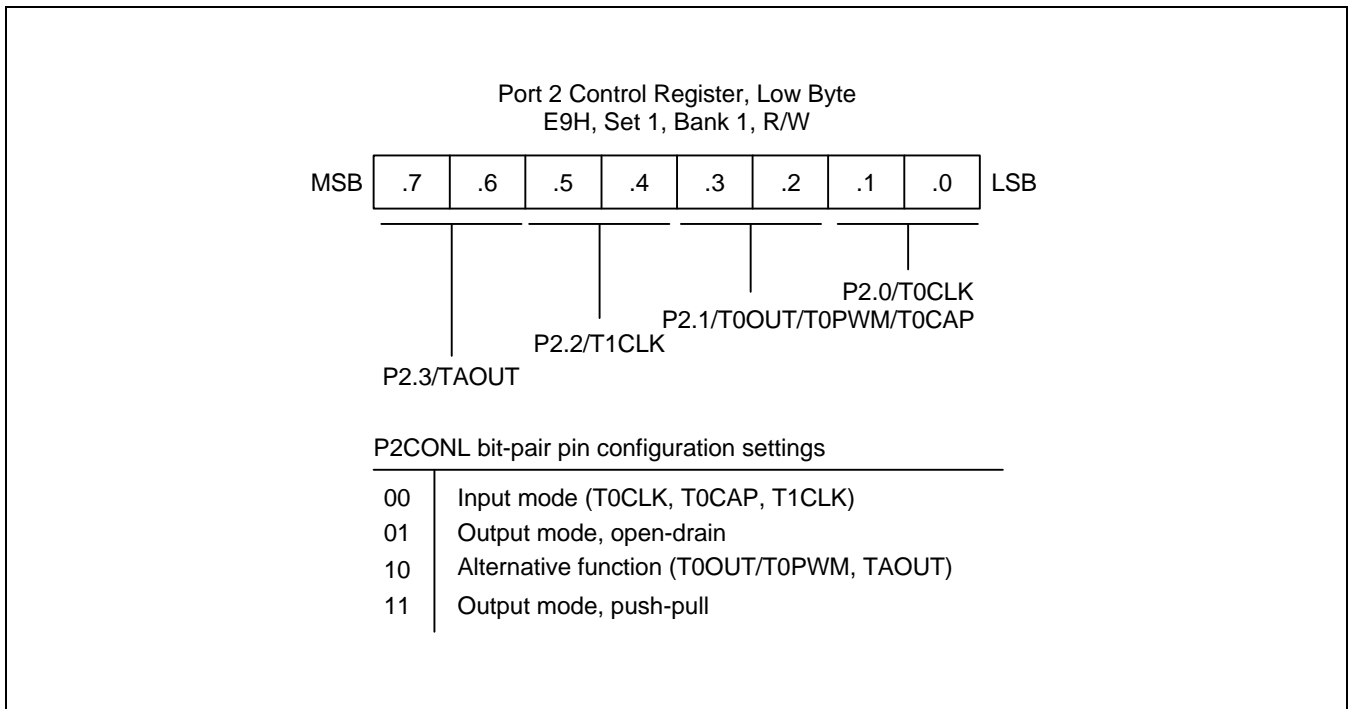 Port 2 Control Register, Low Byte
E9H, Set 1, Bank 1, R/W
MSB .7 .6 .5 .4 .3 .2 .1 .0 LSB
P2.0/T0CLK
P2.1/T0OUT/T0PWM/T0CAP
P2.2/T1CLK
P2.3/TAOUT
P2CONL bit-pair pin configuration settings
00 Input mode (T0CLK, T0CAP, T1CLK)
01 Output mode, open-drain
10 Alternative function (T0OUT/T0PWM, TAOUT)
11 Output mode, push-pull